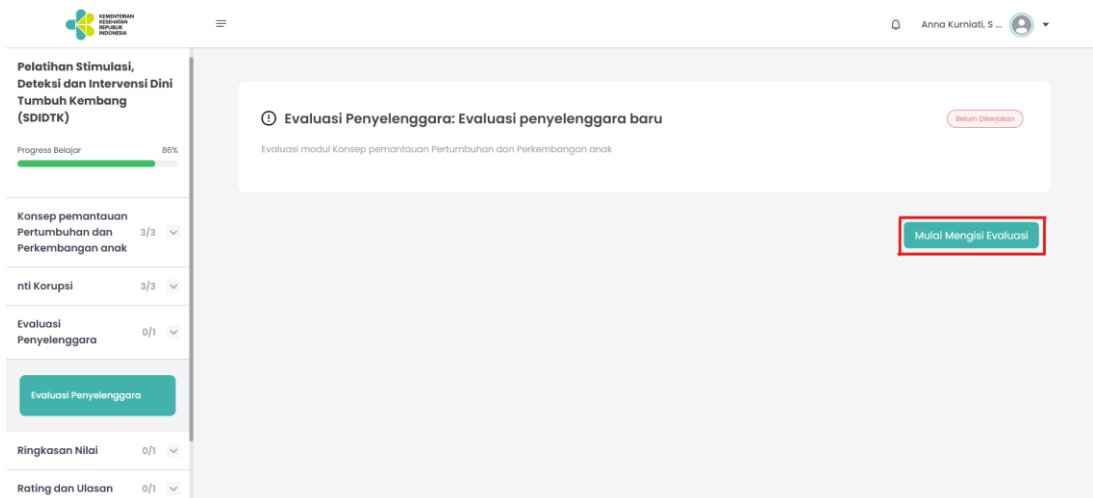 KEMENTERIAN
KESEHATAN
REPUBLIK
INDONESIA
Anna Kurniati, S ...
Pelatihan Stimulasi,
Deteksi dan Intervensi Dini
Tumbuh Kembang
(SDIDTK)
Progress Belajar 86%
Konsep pemantauan
Pertumbuhan dan 3/3
Perkembangan anak
nti Korupsi 3/3
Evaluasi
Penyelenggara 0/1
Evaluasi Penyelenggara
Ringkasan Nilai 0/1
Rating dan Ulasan 0/1
Evaluasi Penyelenggara: Evaluasi penyelenggara baru
Belum Dikerjakan
Evaluasi modul Konsep pemantauan Pertumbuhan dan Perkembangan anak
Mulai Mengisi Evaluasi